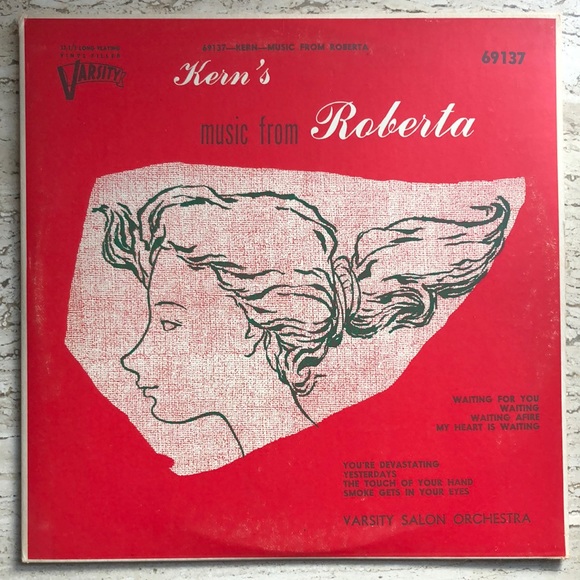 69137—KERN—MUSIC FROM ROBERTA
VARSITY
69137
Kern's
music from Roberta
WAITING FOR YOU
WAITING
WAITING AFIRE
MY HEART IS WAITING
YOU'RE DEVASTATING
YESTERDAYS
THE TOUCH OF YOUR HAND
SMOKE GETS IN YOUR EYES
VARSITY SALON ORCHESTRA